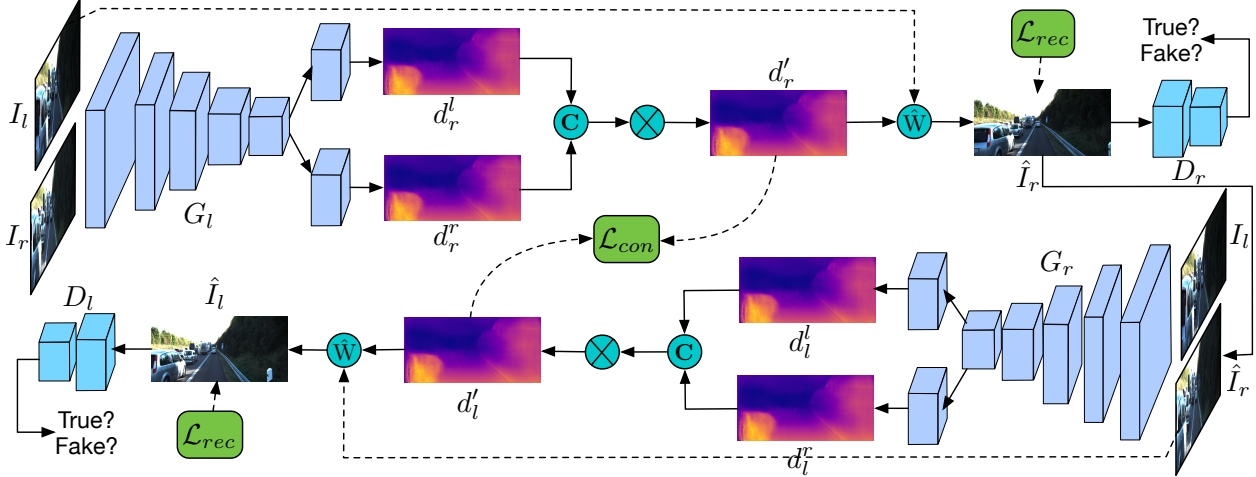 I_l
I_r
G_l
d_r^l
d_r^r
C
d'_r
Ŵ
L_rec
Î_r
True?
Fake?
D_r
L_con
I_l
Î_r
G_r
d_l^l
d_l^r
C
d'_l
Ŵ
Î_l
L_rec
D_l
True?
Fake?